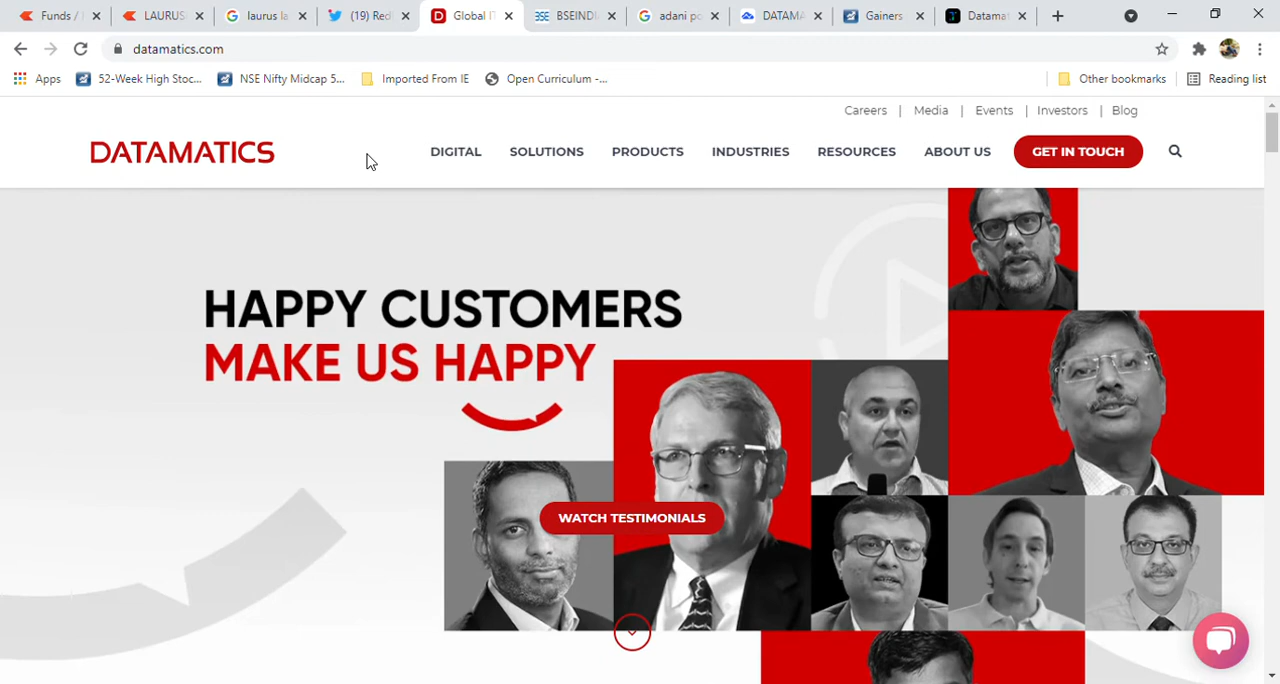 Funds /
LAURUS
laurus la
(19) Red
Global I
BSEINDI
adani po
DATAMA
Gainers
Datamat
datamatics.com
Apps
52-Week High Stoc...
NSE Nifty Midcap 5...
Imported From IE
Open Curriculum -...
Other bookmarks
Reading list
Careers | Media | Events | Investors | Blog
DATAMATICS
DIGITAL SOLUTIONS PRODUCTS INDUSTRIES RESOURCES ABOUT US GET IN TOUCH
HAPPY CUSTOMERS
MAKE US HAPPY
WATCH TESTIMONIALS